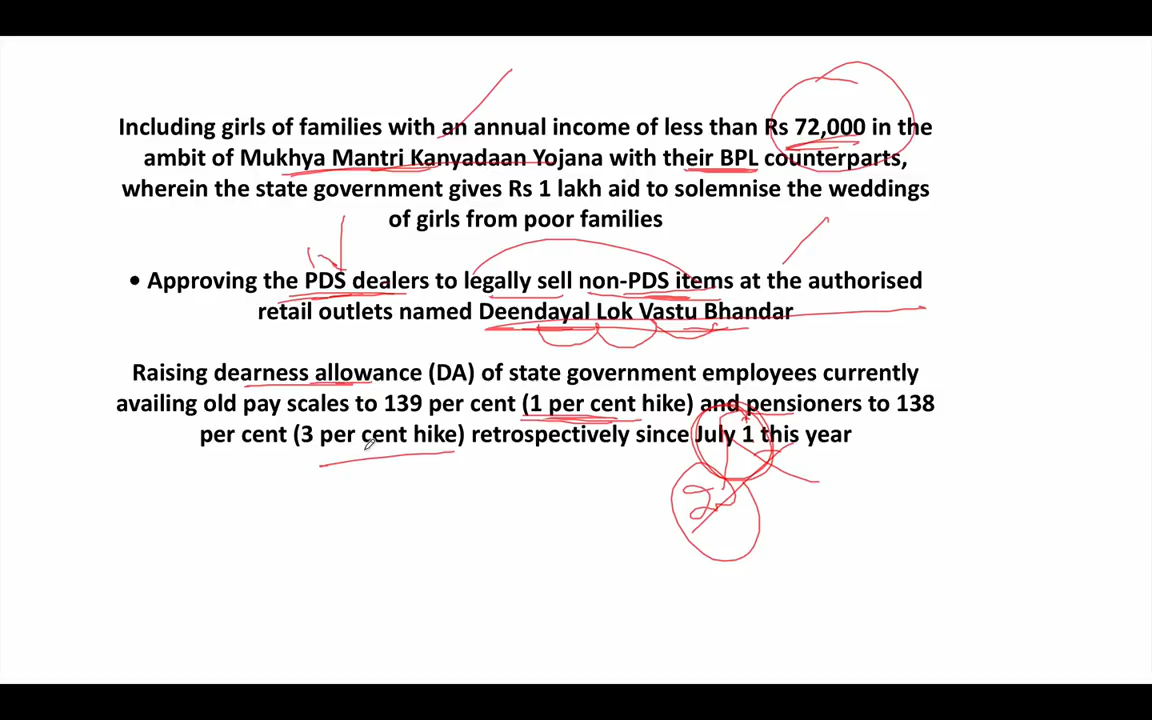 Including girls of families with an annual income of less than Rs 72,000 in the
ambit of Mukhya Mantri Kanyadaan Yojana with their BPL counterparts,
wherein the state government gives Rs 1 lakh aid to solemnise the weddings
of girls from poor families
• Approving the PDS dealers to legally sell non-PDS items at the authorised
retail outlets named Deendayal Lok Vastu Bhandar
Raising dearness allowance (DA) of state government employees currently
availing old pay scales to 139 per cent (1 per cent hike) and pensioners to 138
per cent (3 per cent hike) retrospectively since July 1 this year